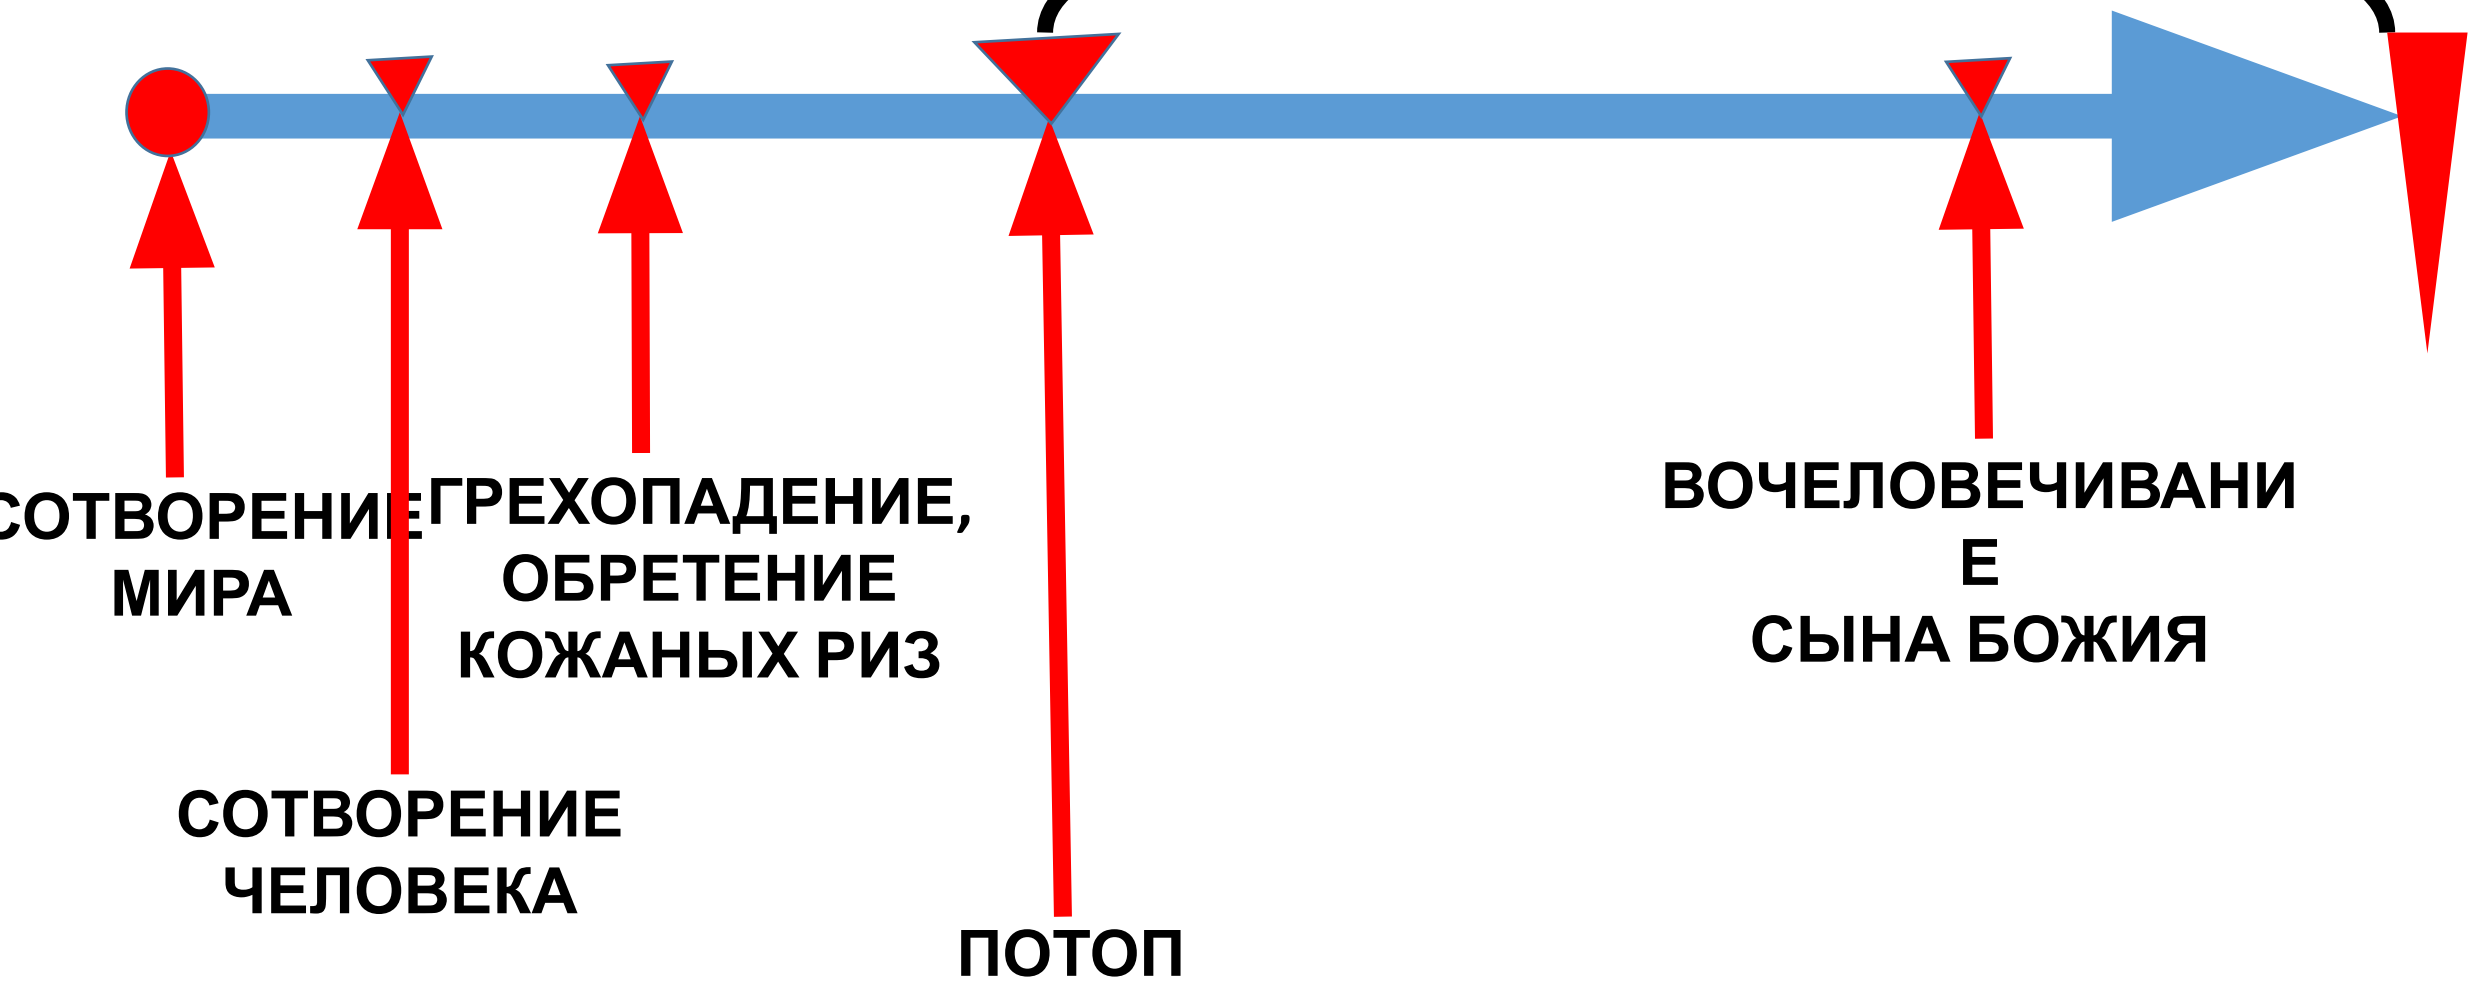 СОТВОРЕНИЕ
МИРА
ГРЕХОПАДЕНИЕ,
ОБРЕТЕНИЕ
КОЖАНЫХ РИЗ
ВОЧЕЛОВЕЧИВАНИ
Е
СЫНА БОЖИЯ
СОТВОРЕНИЕ
ЧЕЛОВЕКА
ПОТОП